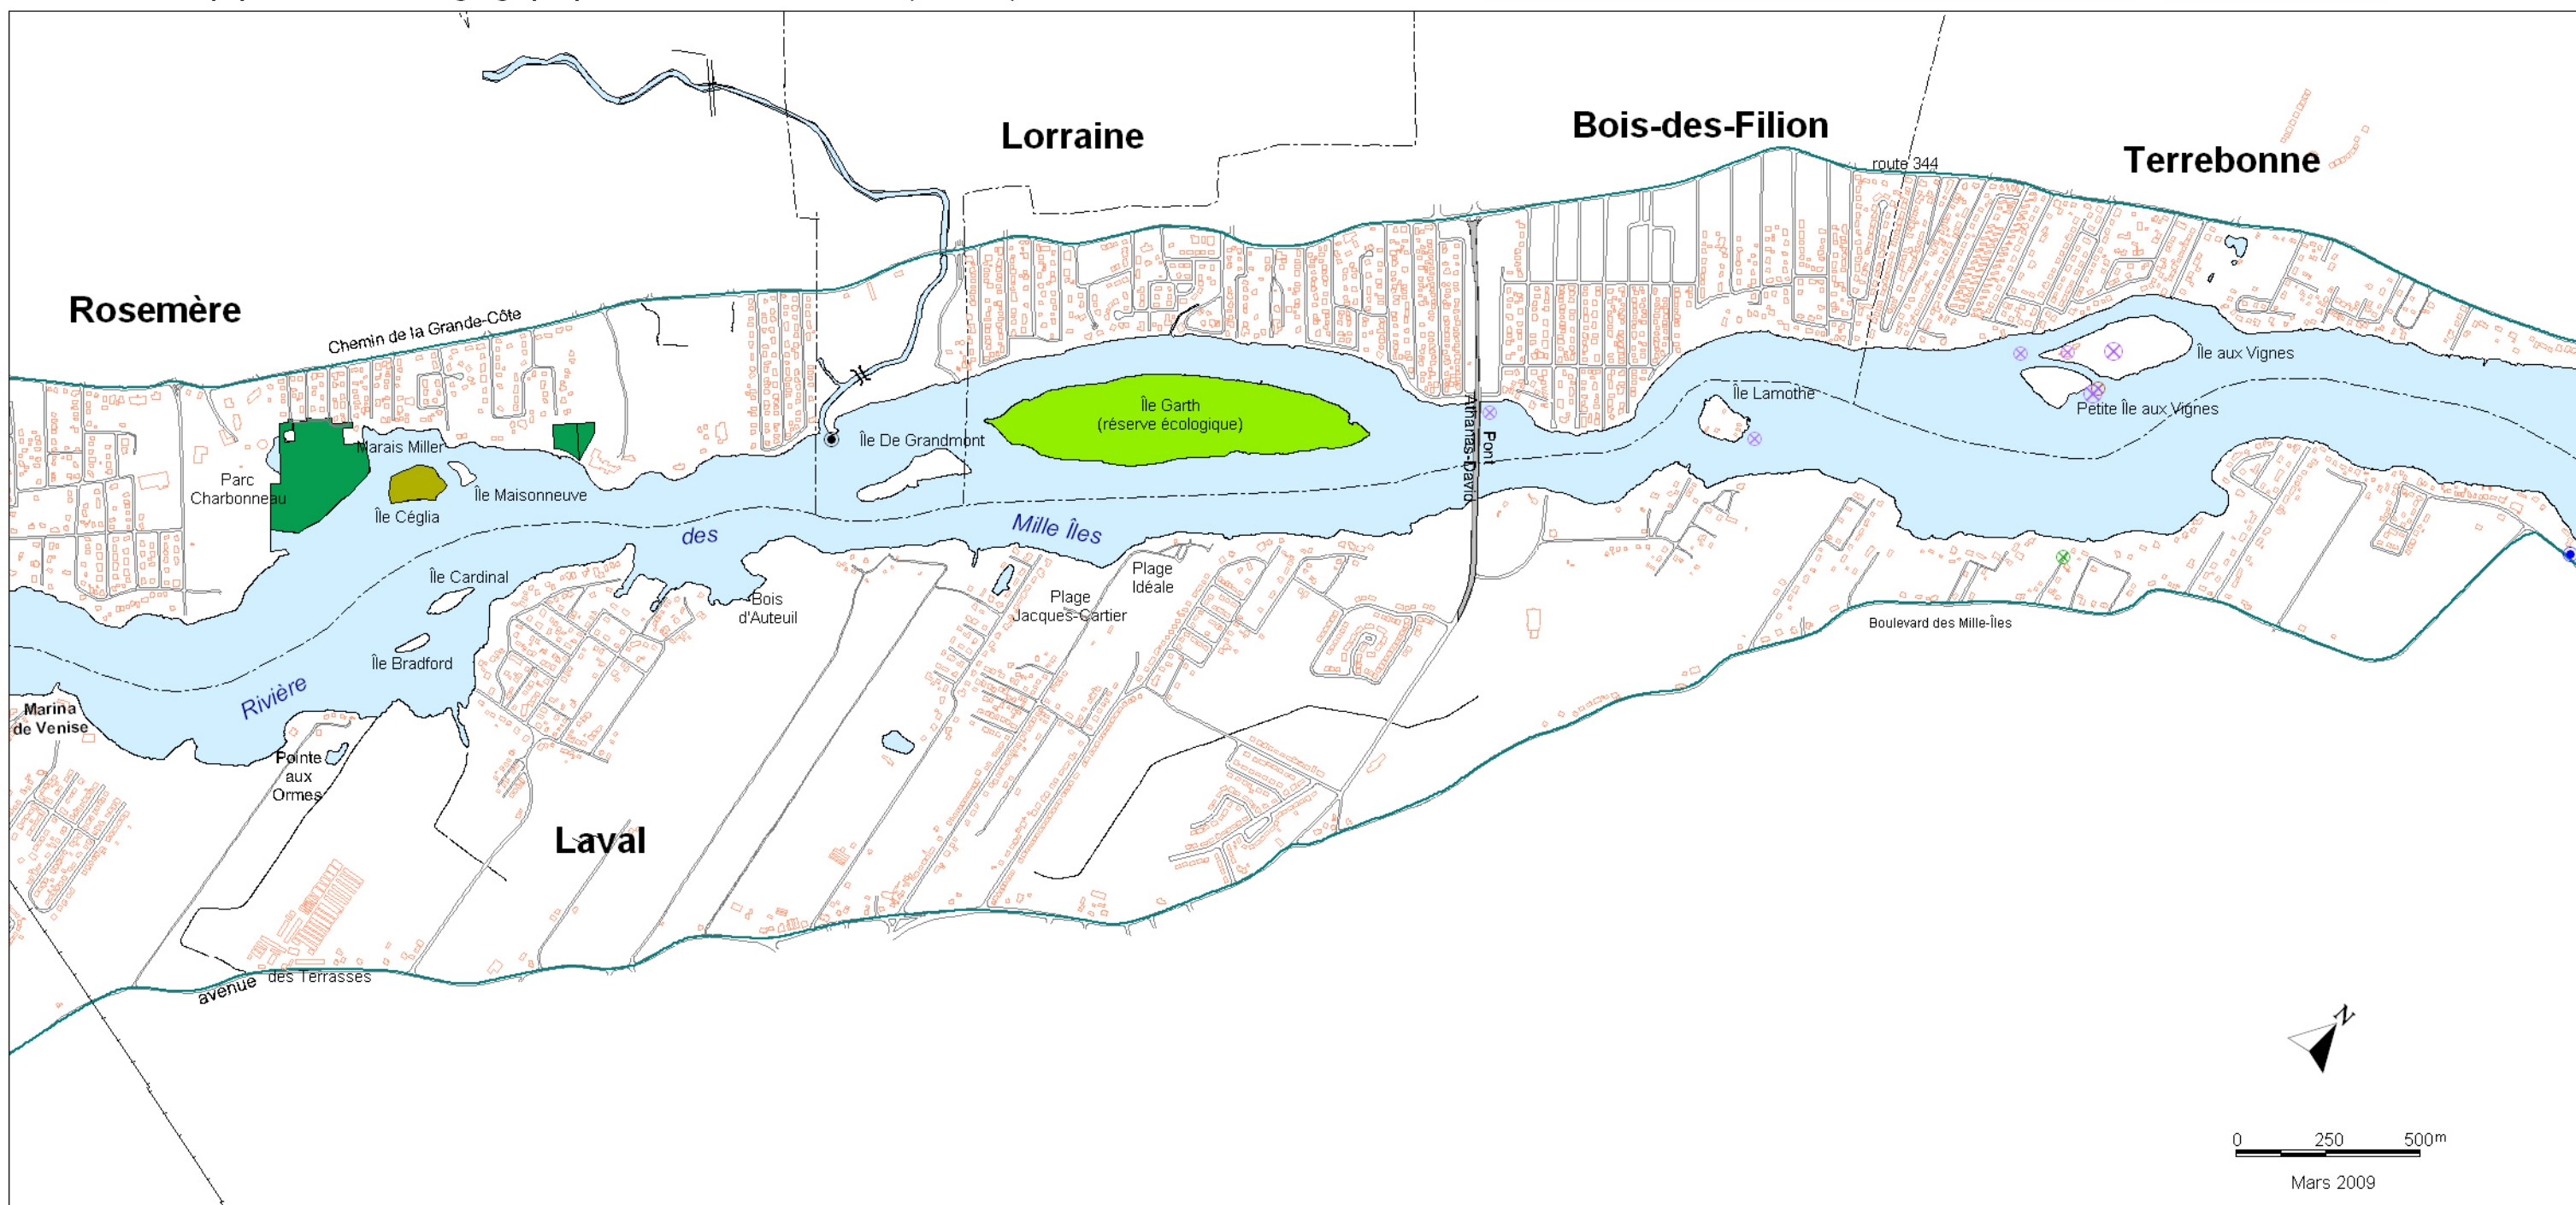 Lorraine
Bois-des-Filion
Terrebonne
route 344
Rosemère
Chemin de la Grande-Côte
Île aux Vignes
Petite Île aux Vignes
Île Lamothe
Île Garth
(réserve écologique)
Île De Grandmont
Pont
Athanas-David
Marais Miller
Parc
Charbonneau
Île Maisonneuve
Île Céglia
Rivière
des
Mille Îles
Île Cardinal
Île Bradford
Bois
d'Auteuil
Plage
Idéale
Plage
Jacques-Cartier
Boulevard des Mille-Îles
Marina
de Venise
Pointe
aux
Ormes
Laval
avenue
des Terrasses
N
0 250 500m
Mars 2009